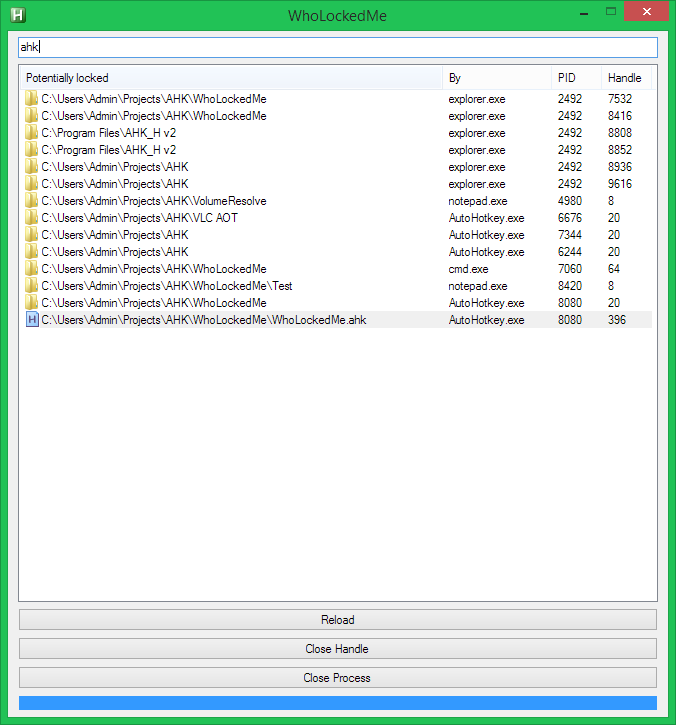 WhoLockedMe
ahk
Potentially locked By PID Handle
C:\Users\Admin\Projects\AHK\WhoLockedMe explorer.exe 2492 7532
C:\Users\Admin\Projects\AHK\WhoLockedMe explorer.exe 2492 8416
C:\Program Files\AHK_H v2 explorer.exe 2492 8808
C:\Program Files\AHK_H v2 explorer.exe 2492 8852
C:\Users\Admin\Projects\AHK explorer.exe 2492 8936
C:\Users\Admin\Projects\AHK explorer.exe 2492 9616
C:\Users\Admin\Projects\AHK\VolumeResolve notepad.exe 4980 8
C:\Users\Admin\Projects\AHK\VLC AOT AutoHotkey.exe 6676 20
C:\Users\Admin\Projects\AHK AutoHotkey.exe 7344 20
C:\Users\Admin\Projects\AHK AutoHotkey.exe 6244 20
C:\Users\Admin\Projects\AHK\WhoLockedMe cmd.exe 7060 64
C:\Users\Admin\Projects\AHK\WhoLockedMe\Test notepad.exe 8420 8
C:\Users\Admin\Projects\AHK\WhoLockedMe AutoHotkey.exe 8080 20
C:\Users\Admin\Projects\AHK\WhoLockedMe\WhoLockedMe.ahk AutoHotkey.exe 8080 396
Reload
Close Handle
Close Process